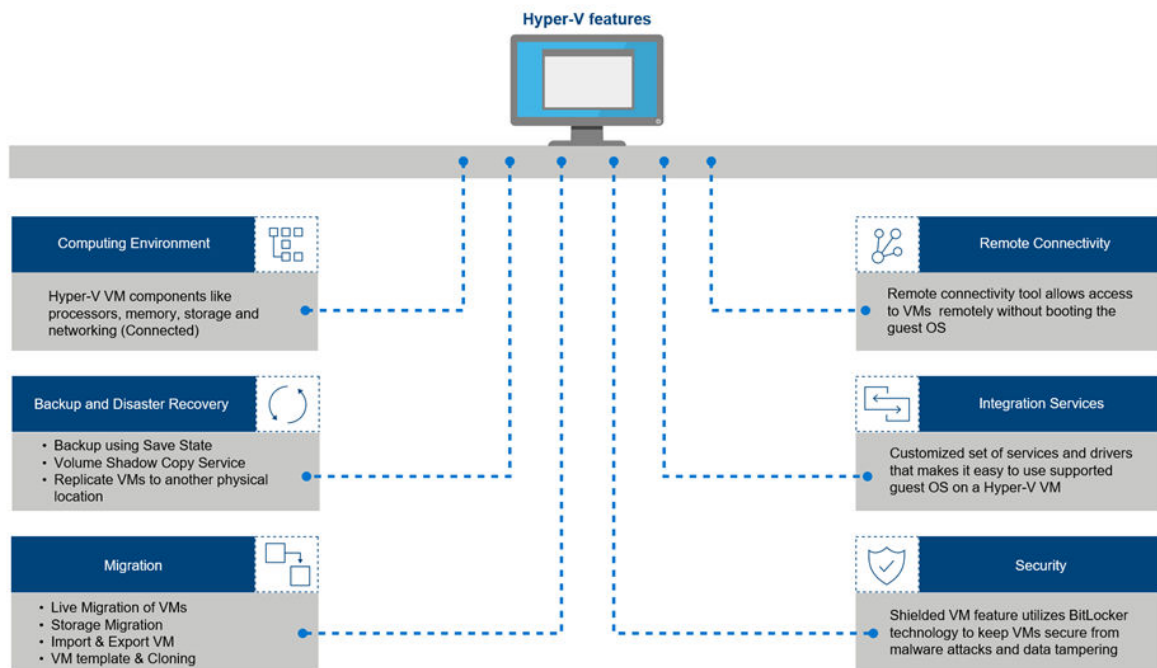 Hyper-V features
Computing Environment
Hyper-V VM components like
processors, memory, storage and
networking (Connected)
Backup and Disaster Recovery
• Backup using Save State
• Volume Shadow Copy Service
• Replicate VMs to another physical
location
Migration
• Live Migration of VMs
• Storage Migration
• Import & Export VM
• VM template & Cloning
Remote Connectivity
Remote connectivity tool allows access
to VMs remotely without booting the
guest OS
Integration Services
Customized set of services and drivers
that makes it easy to use supported
guest OS on a Hyper-V VM
Security
Shielded VM feature utilizes BitLocker
technology to keep VMs secure from
malware attacks and data tampering